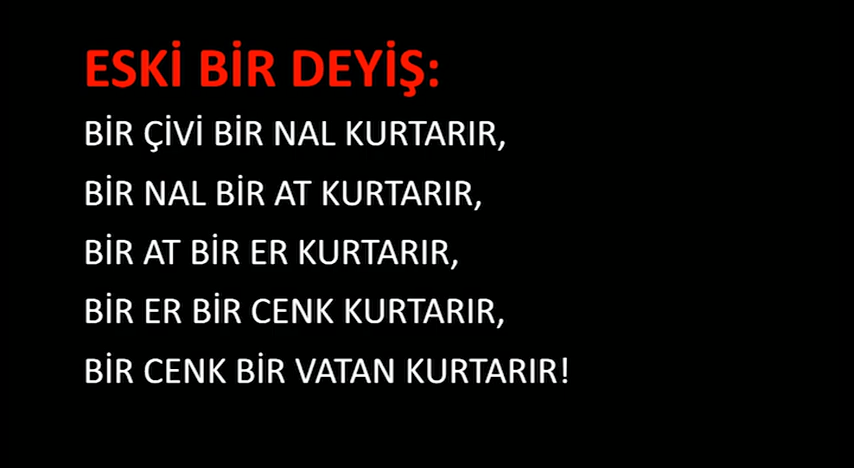 ESKİ BİR DEYİŞ:
BİR ÇİVİ BİR NAL KURTARIR,
BİR NAL BİR AT KURTARIR,
BİR AT BİR ER KURTARIR,
BİR ER BİR CENK KURTARIR,
BİR CENK BİR VATAN KURTARIR!